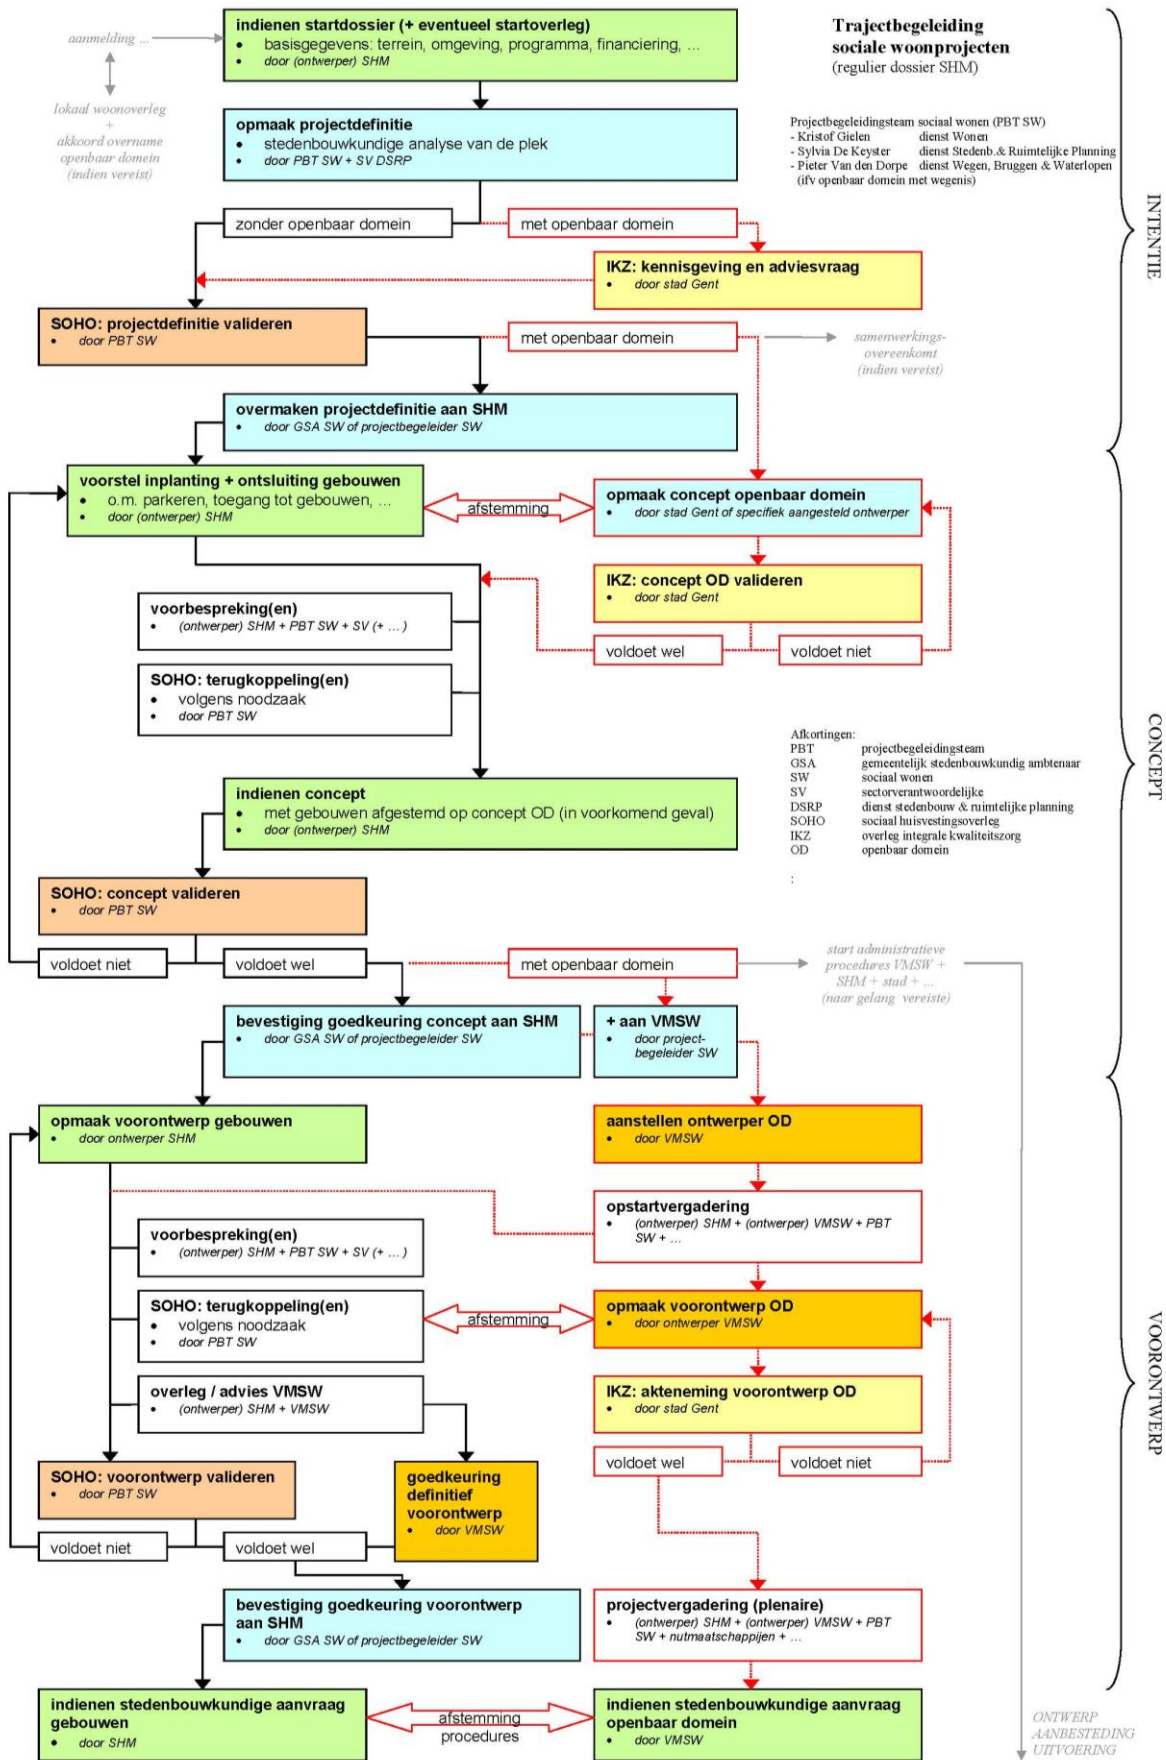 indienen startdossier (+ eventueel startoverleg)
• basisgegevens: terrein, omgeving, programma, financiering, ...
• door (ontwerper) SHM
aanmelding ...
lokaal woonoverleg
+
akkoord overname
openbaar domein
(indien vereist)
Trajectbegeleiding
sociale woonprojecten
(regulier dossier SHM)
Projectbegeleidingsteam sociaal wonen (PBT SW)
- Kristof Gielen dienst Wonen
- Sylvia De Keyster dienst Stedenb.& Ruimtelijke Planning
- Pieter Van den Dorpe dienst Wegen, Bruggen & Waterlopen
(ifv openbaar domein met wegenis)
opmaak projectdefinitie
• stedenbouwkundige analyse van de plek
• door PBT SW + SV DSRP
zonder openbaar domein
met openbaar domein
INTENTIE
IKZ: kennisgeving en adviesvraag
• door stad Gent
SOHO: projectdefinitie valideren
• door PBT SW
met openbaar domein
samenwerkings-
overeenkomt
(indien vereist)
overmaken projectdefinitie aan SHM
• door GSA SW of projectbegeleider SW
voorstel inplanting + ontsluiting gebouwen
• o.m. parkeren, toegang tot gebouwen, ...
• door (ontwerper) SHM
afstemming
opmaak concept openbaar domein
• door stad Gent of specifiek aangesteld ontwerper
IKZ: concept OD valideren
• door stad Gent
voldoet wel
voldoet niet
voorbespreking(en)
• (ontwerper) SHM + PBT SW + SV (+ ... )
SOHO: terugkoppeling(en)
• volgens noodzaak
• door PBT SW
CONCEPT
Afkortingen:
PBT projectbegeleidingsteam
GSA gemeentelijk stedenbouwkundig ambtenaar
SW sociaal wonen
SV sectorverantwoordelijke
DSRP dienst stedenbouw & ruimtelijke planning
SOHO sociaal huisvestingsoverleg
IKZ overleg integrale kwaliteitszorg
OD openbaar domein
:
indienen concept
• met gebouwen afgestemd op concept OD (in voorkomend geval)
• door (ontwerper) SHM
SOHO: concept valideren
• door PBT SW
voldoet niet
voldoet wel
met openbaar domein
start administratieve
procedures VMSW +
SHM + stad + ...
(naar gelang vereiste)
bevestiging goedkeuring concept aan SHM
• door GSA SW of projectbegeleider SW
+ aan VMSW
• door project-
begeleider SW
opmaak voorontwerp gebouwen
• door ontwerper SHM
aanstellen ontwerper OD
• door VMSW
opstartvergadering
• (ontwerper) SHM + (ontwerper) VMSW + PBT
SW + ...
voorbespreking(en)
• (ontwerper) SHM + PBT SW + SV (+ ... )
SOHO: terugkoppeling(en)
• volgens noodzaak
• door PBT SW
afstemming
opmaak voorontwerp OD
• door ontwerper VMSW
VOORONTWERP
overleg / advies VMSW
• (ontwerper) SHM + VMSW
IKZ: akteneming voorontwerp OD
• door stad Gent
voldoet wel
voldoet niet
SOHO: voorontwerp valideren
• door PBT SW
goedkeuring
definitief
voorontwerp
• door VMSW
voldoet niet
voldoet wel
bevestiging goedkeuring voorontwerp
aan SHM
• door GSA SW of projectbegeleider SW
projectvergadering (plenaire)
• (ontwerper) SHM + (ontwerper) VMSW + PBT
SW + nutmaatschappijen + ...
indienen stedenbouwkundige aanvraag
gebouwen
• door SHM
afstemming
procedures
indienen stedenbouwkundige aanvraag
openbaar domein
• door VMSW
ONTWERP
AANBESTEDING
UITVOERING